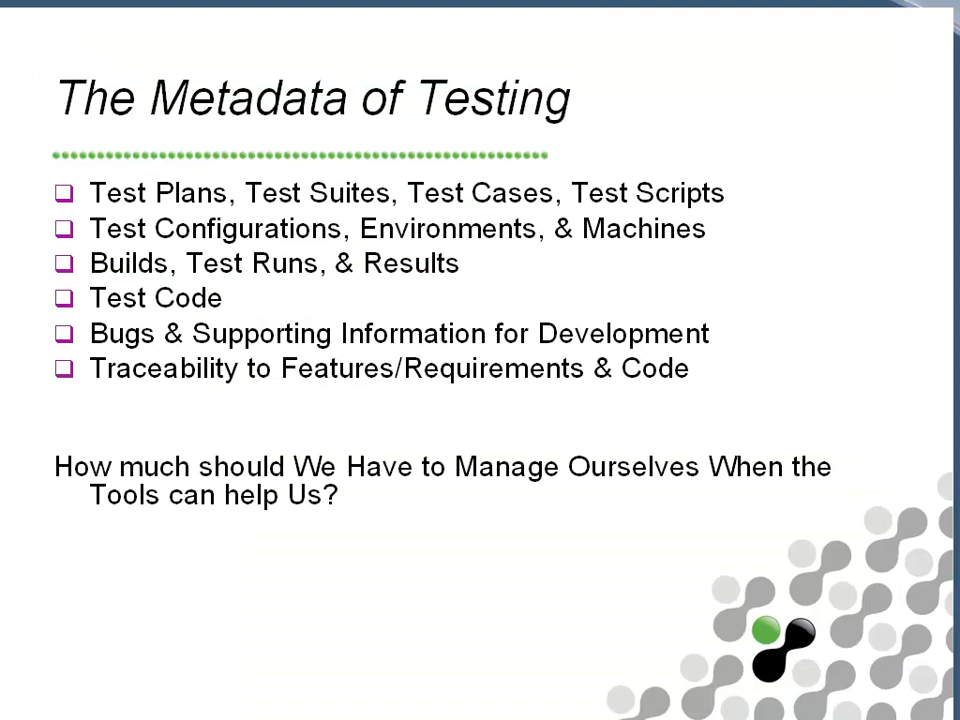 The Metadata of Testing
Test Plans, Test Suites, Test Cases, Test Scripts
Test Configurations, Environments, & Machines
Builds, Test Runs, & Results
Test Code
Bugs & Supporting Information for Development
Traceability to Features/Requirements & Code
How much should We Have to Manage Ourselves When the
Tools can help Us?